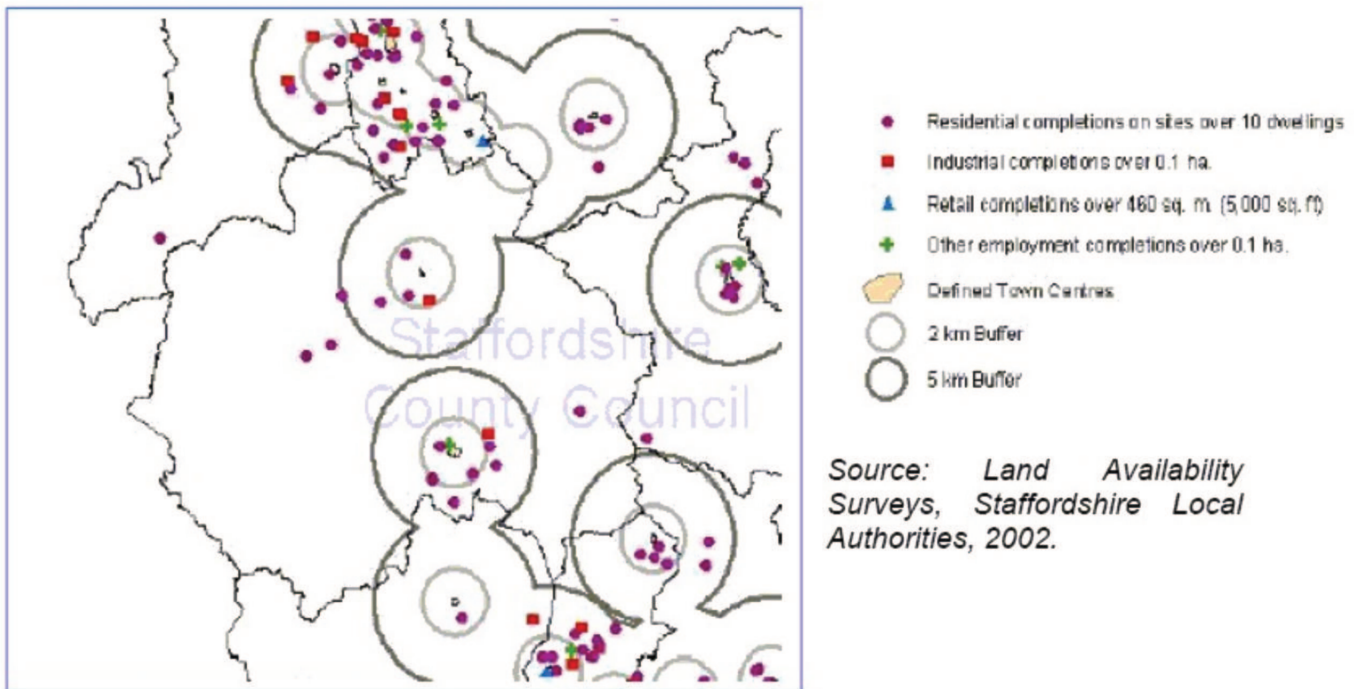 Staffordshire
County Council
Residential completions on sites over 10 dwellings
Industrial completions over 0.1 ha.
Retail completions over 460 sq. m. (5,000 sq. ft)
Other employment completions over 0.1 ha.
Defined Town Centres
2 km Buffer
5 km Buffer
Source: Land Availability
Surveys, Staffordshire Local
Authorities, 2002.